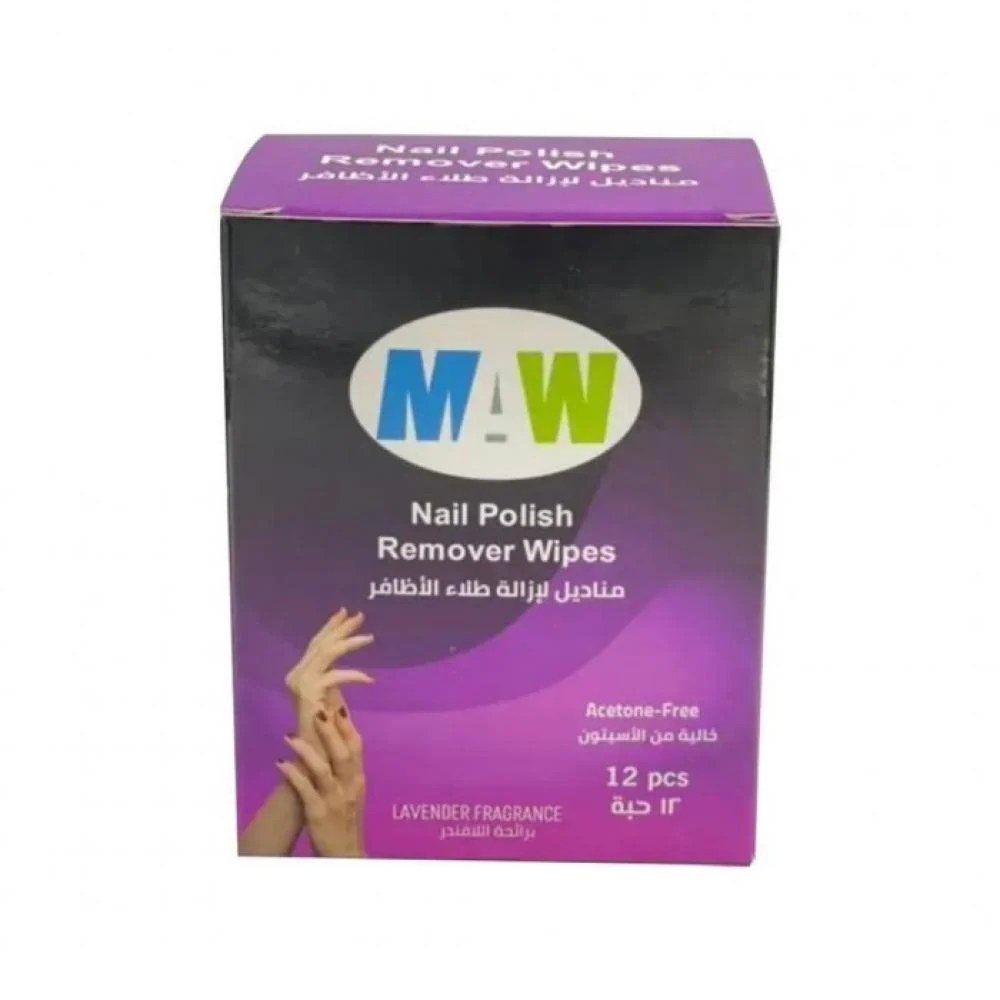 Nail Polish
Remover Wipes
مناديل لإزالة طلاء الأظافر
MAW
Nail Polish
Remover Wipes
مناديل لإزالة طلاء الأظافر
Acetone-Free
خالية من الأسيتون
12 pcs
١٢ حبة
LAVENDER FRAGRANCE
برائحة اللافندر